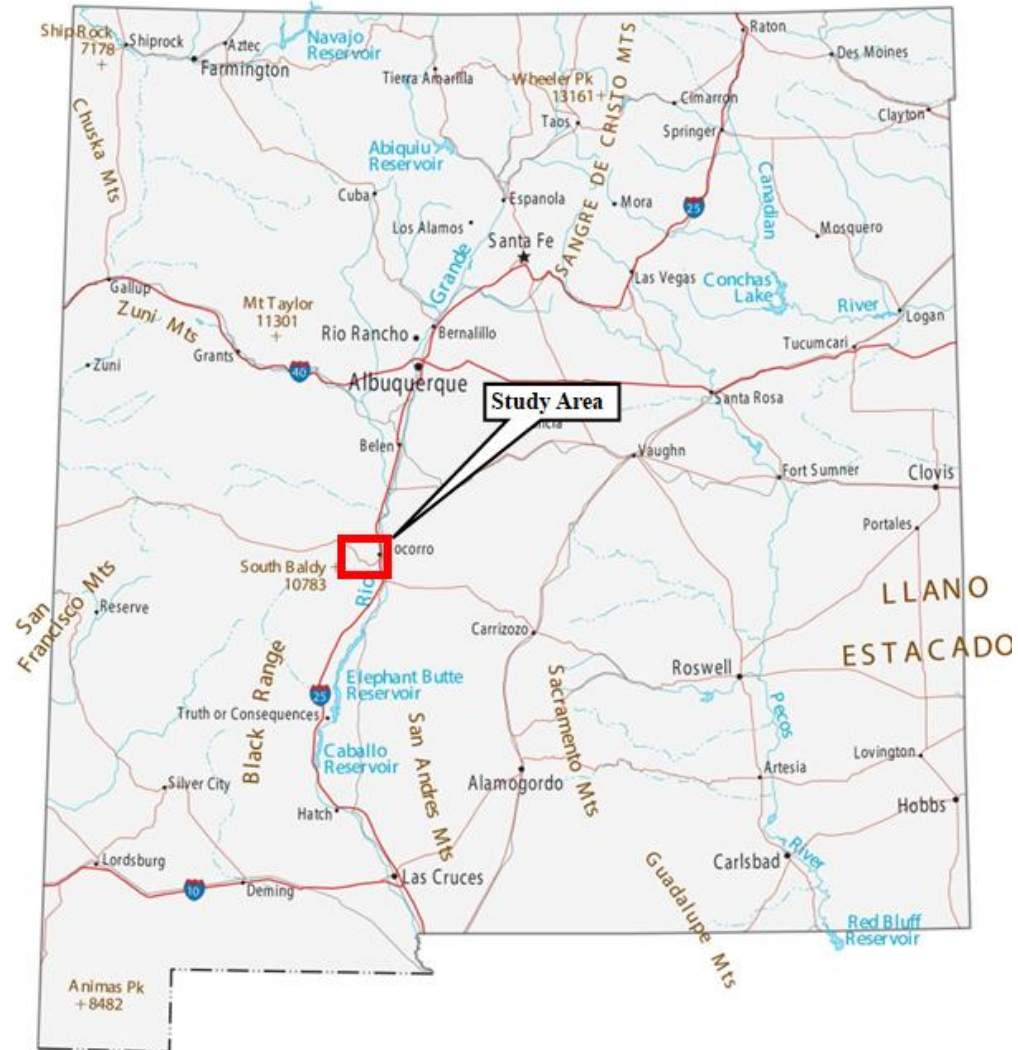 Ship Rock
7178
Shiprock
Aztec
Farmington
Navajo
Reservoir
Raton
Des Moines
Tierra Amarilla
Wheeler Pk
13161
Cimarron
Clayton
Taos
Springer
SANGRE DE CRISTO MTS
Chuska Mts
Abiquiu
Reservoir
Cuba
Espanola
Mora
25
Canadian
Los Alamos
Mosquero
Santa Fe
Grande
Gallup
Las Vegas
Conchas
Lake
River
Logan
Zuni Mts
Mt Taylor
11301
Rio Rancho
Bernalillo
Tucumcari
Zuni
Grants
40
Albuquerque
Study Area
Santa Rosa
ncia
Belen
Vaughn
Fort Sumner
Clovis
Portales
ocorro
South Baldy
10783
Rio
San
Francisco Mts
Reserve
LLANO
ESTACADO
Carrizozo
Roswell
Black Range
Elephant Butte
Reservoir
25
Truth or Consequences
San Andres Mts
Sacramento Mts
Pecos
Caballo
Reservoir
Lovington
Silver City
Alamogordo
Artesia
Hobbs
Hatch
Lordsburg
River
Carlsbad
Las Cruces
10
Deming
Guadalupe Mts
Red Bluff
Reservoir
Animas Pk
8482